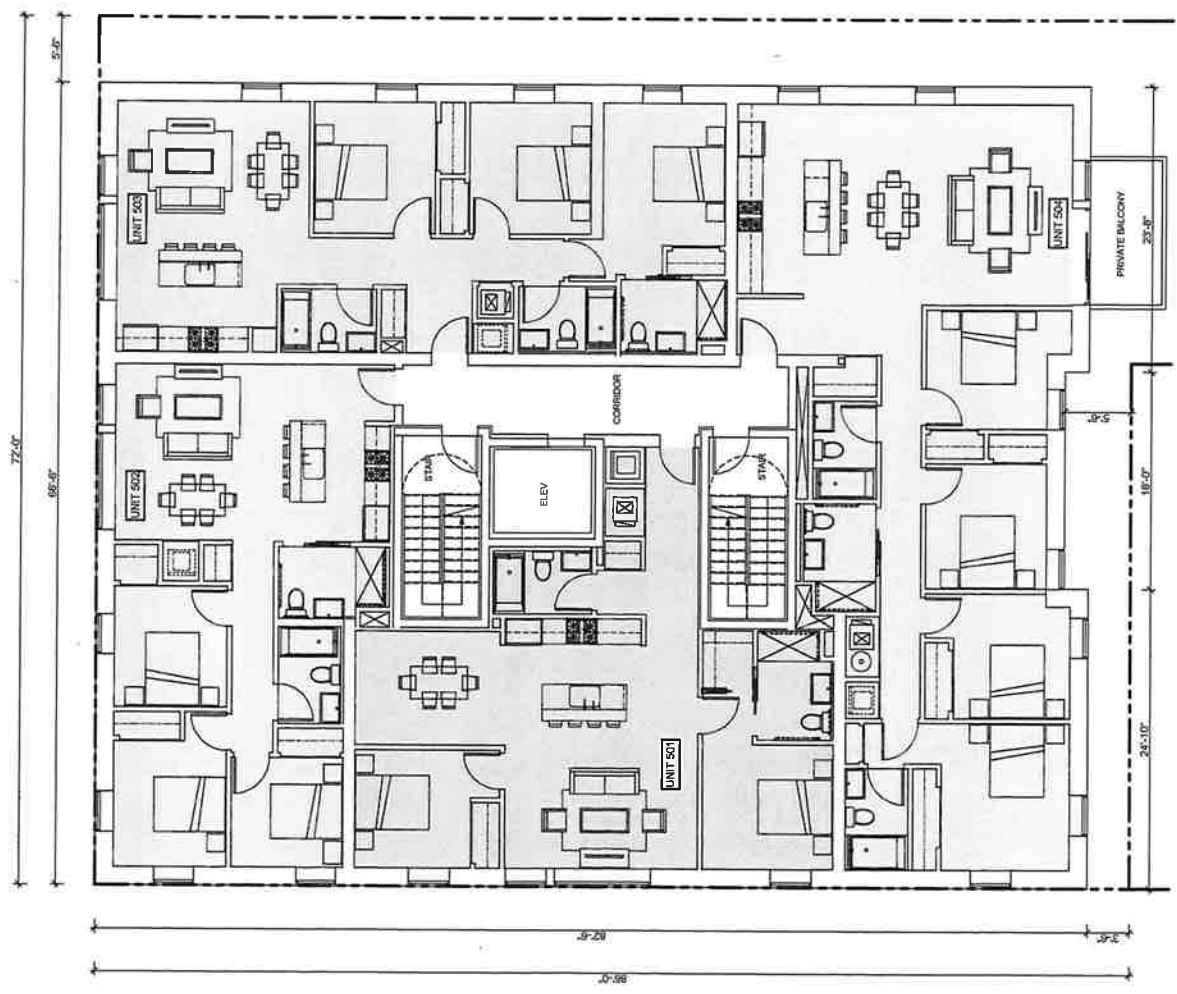 5'-6"
72'-0"
66'-6"
UNIT 503
UNIT 504
PRIVATE BALCONY
23'-8"
CORRIDOR
UNIT 502
STAIR
ELEV
STAIR
5'-6"
18'-0"
UNIT 501
24'-10"
82'-6"
3'-6"
86'-0"